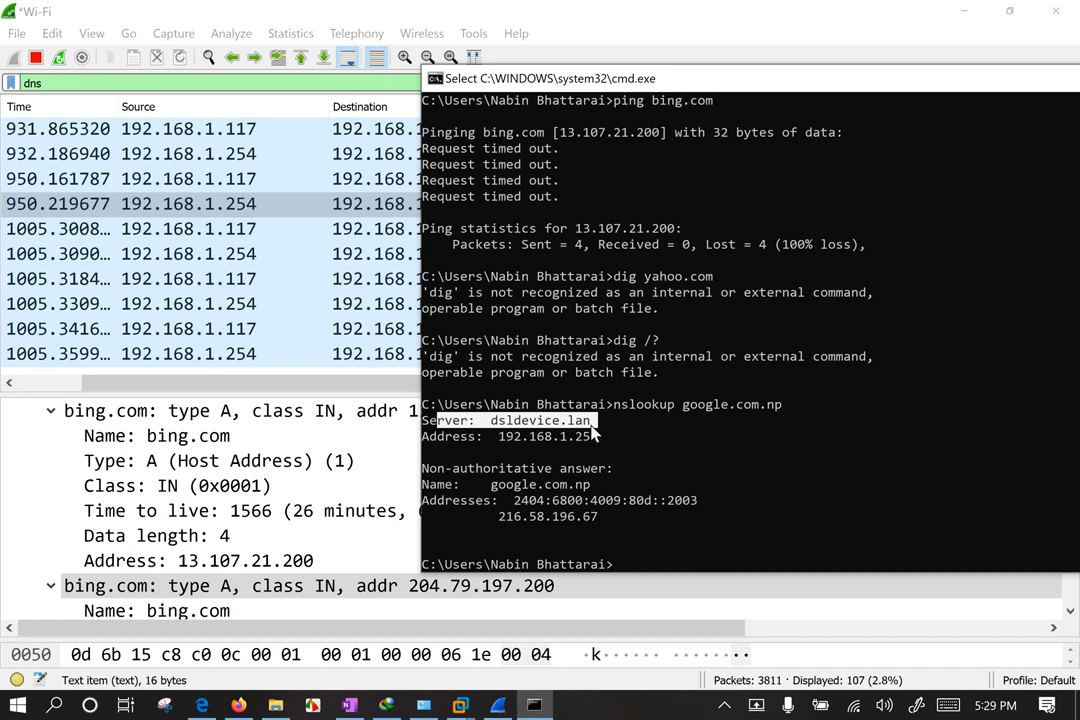 *Wi-Fi
File Edit View Go Capture Analyze Statistics Telephony Wireless Tools Help
dns
Time Source Destination
931.865320 192.168.1.117 192.168.
932.186940 192.168.1.254 192.168.
950.161787 192.168.1.117 192.168.
950.219677 192.168.1.254 192.168.
1005.3008… 192.168.1.117 192.168.
1005.3090… 192.168.1.254 192.168.
1005.3184… 192.168.1.117 192.168.
1005.3309… 192.168.1.254 192.168.
1005.3416… 192.168.1.117 192.168.
1005.3599… 192.168.1.254 192.168.
bing.com: type A, class IN, addr 1
Name: bing.com
Type: A (Host Address) (1)
Class: IN (0x0001)
Time to live: 1566 (26 minutes,
Data length: 4
Address: 13.107.21.200
bing.com: type A, class IN, addr 204.79.197.200
Name: bing.com
0050 0d 6b 15 c8 c0 0c 00 01 00 01 00 00 06 1e 00 04 ·k······ ········
Text item (text), 16 bytes
Packets: 3811 · Displayed: 107 (2.8%)
Profile: Default
Select C:\WINDOWS\system32\cmd.exe
C:\Users\Nabin Bhattarai>ping bing.com
Pinging bing.com [13.107.21.200] with 32 bytes of data:
Request timed out.
Request timed out.
Request timed out.
Request timed out.
Ping statistics for 13.107.21.200:
Packets: Sent = 4, Received = 0, Lost = 4 (100% loss),
C:\Users\Nabin Bhattarai>dig yahoo.com
'dig' is not recognized as an internal or external command,
operable program or batch file.
C:\Users\Nabin Bhattarai>dig /?
'dig' is not recognized as an internal or external command,
operable program or batch file.
C:\Users\Nabin Bhattarai>nslookup google.com.np
Server: dsldevice.lan
Address: 192.168.1.25
Non-authoritative answer:
Name: google.com.np
Addresses: 2404:6800:4009:80d::2003
216.58.196.67
C:\Users\Nabin Bhattarai>
5:29 PM